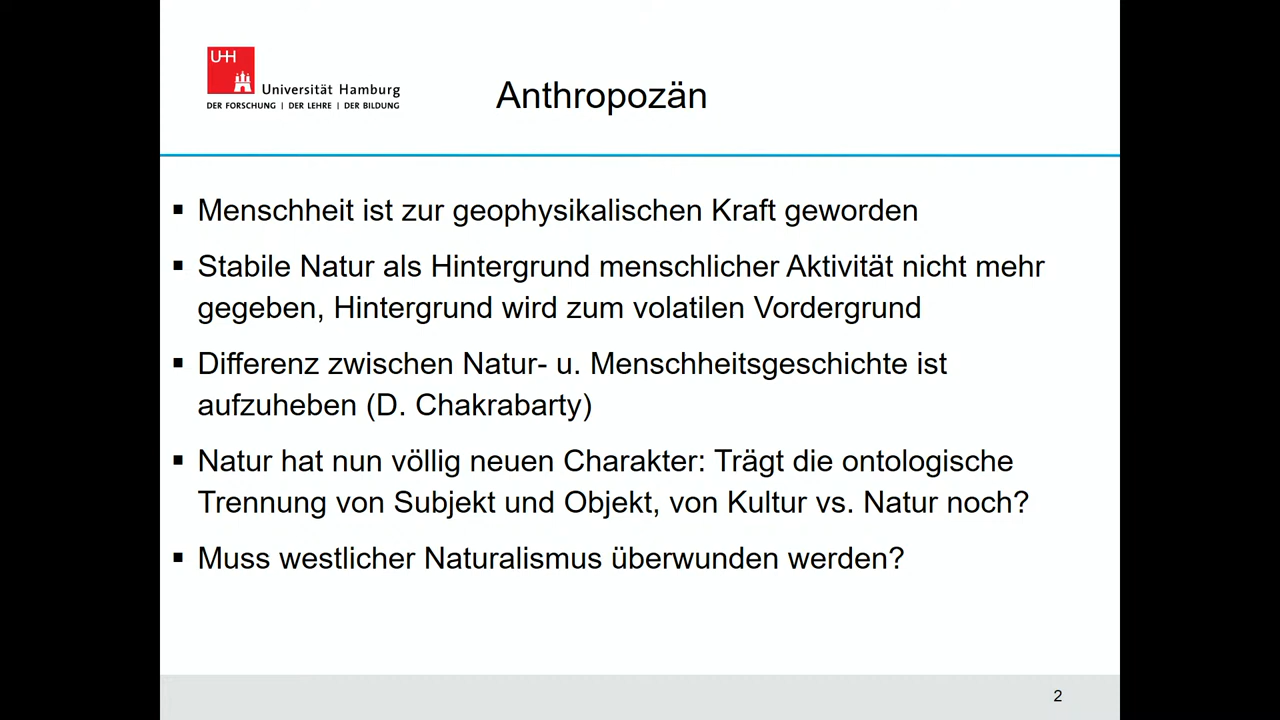 UHH
Universität Hamburg
DER FORSCHUNG | DER LEHRE | DER BILDUNG
Anthropozän
▪ Menschheit ist zur geophysikalischen Kraft geworden
▪ Stabile Natur als Hintergrund menschlicher Aktivität nicht mehr
gegeben, Hintergrund wird zum volatilen Vordergrund
▪ Differenz zwischen Natur- u. Menschheitsgeschichte ist
aufzuheben (D. Chakrabarty)
▪ Natur hat nun völlig neuen Charakter: Trägt die ontologische
Trennung von Subjekt und Objekt, von Kultur vs. Natur noch?
▪ Muss westlicher Naturalismus überwunden werden?
2